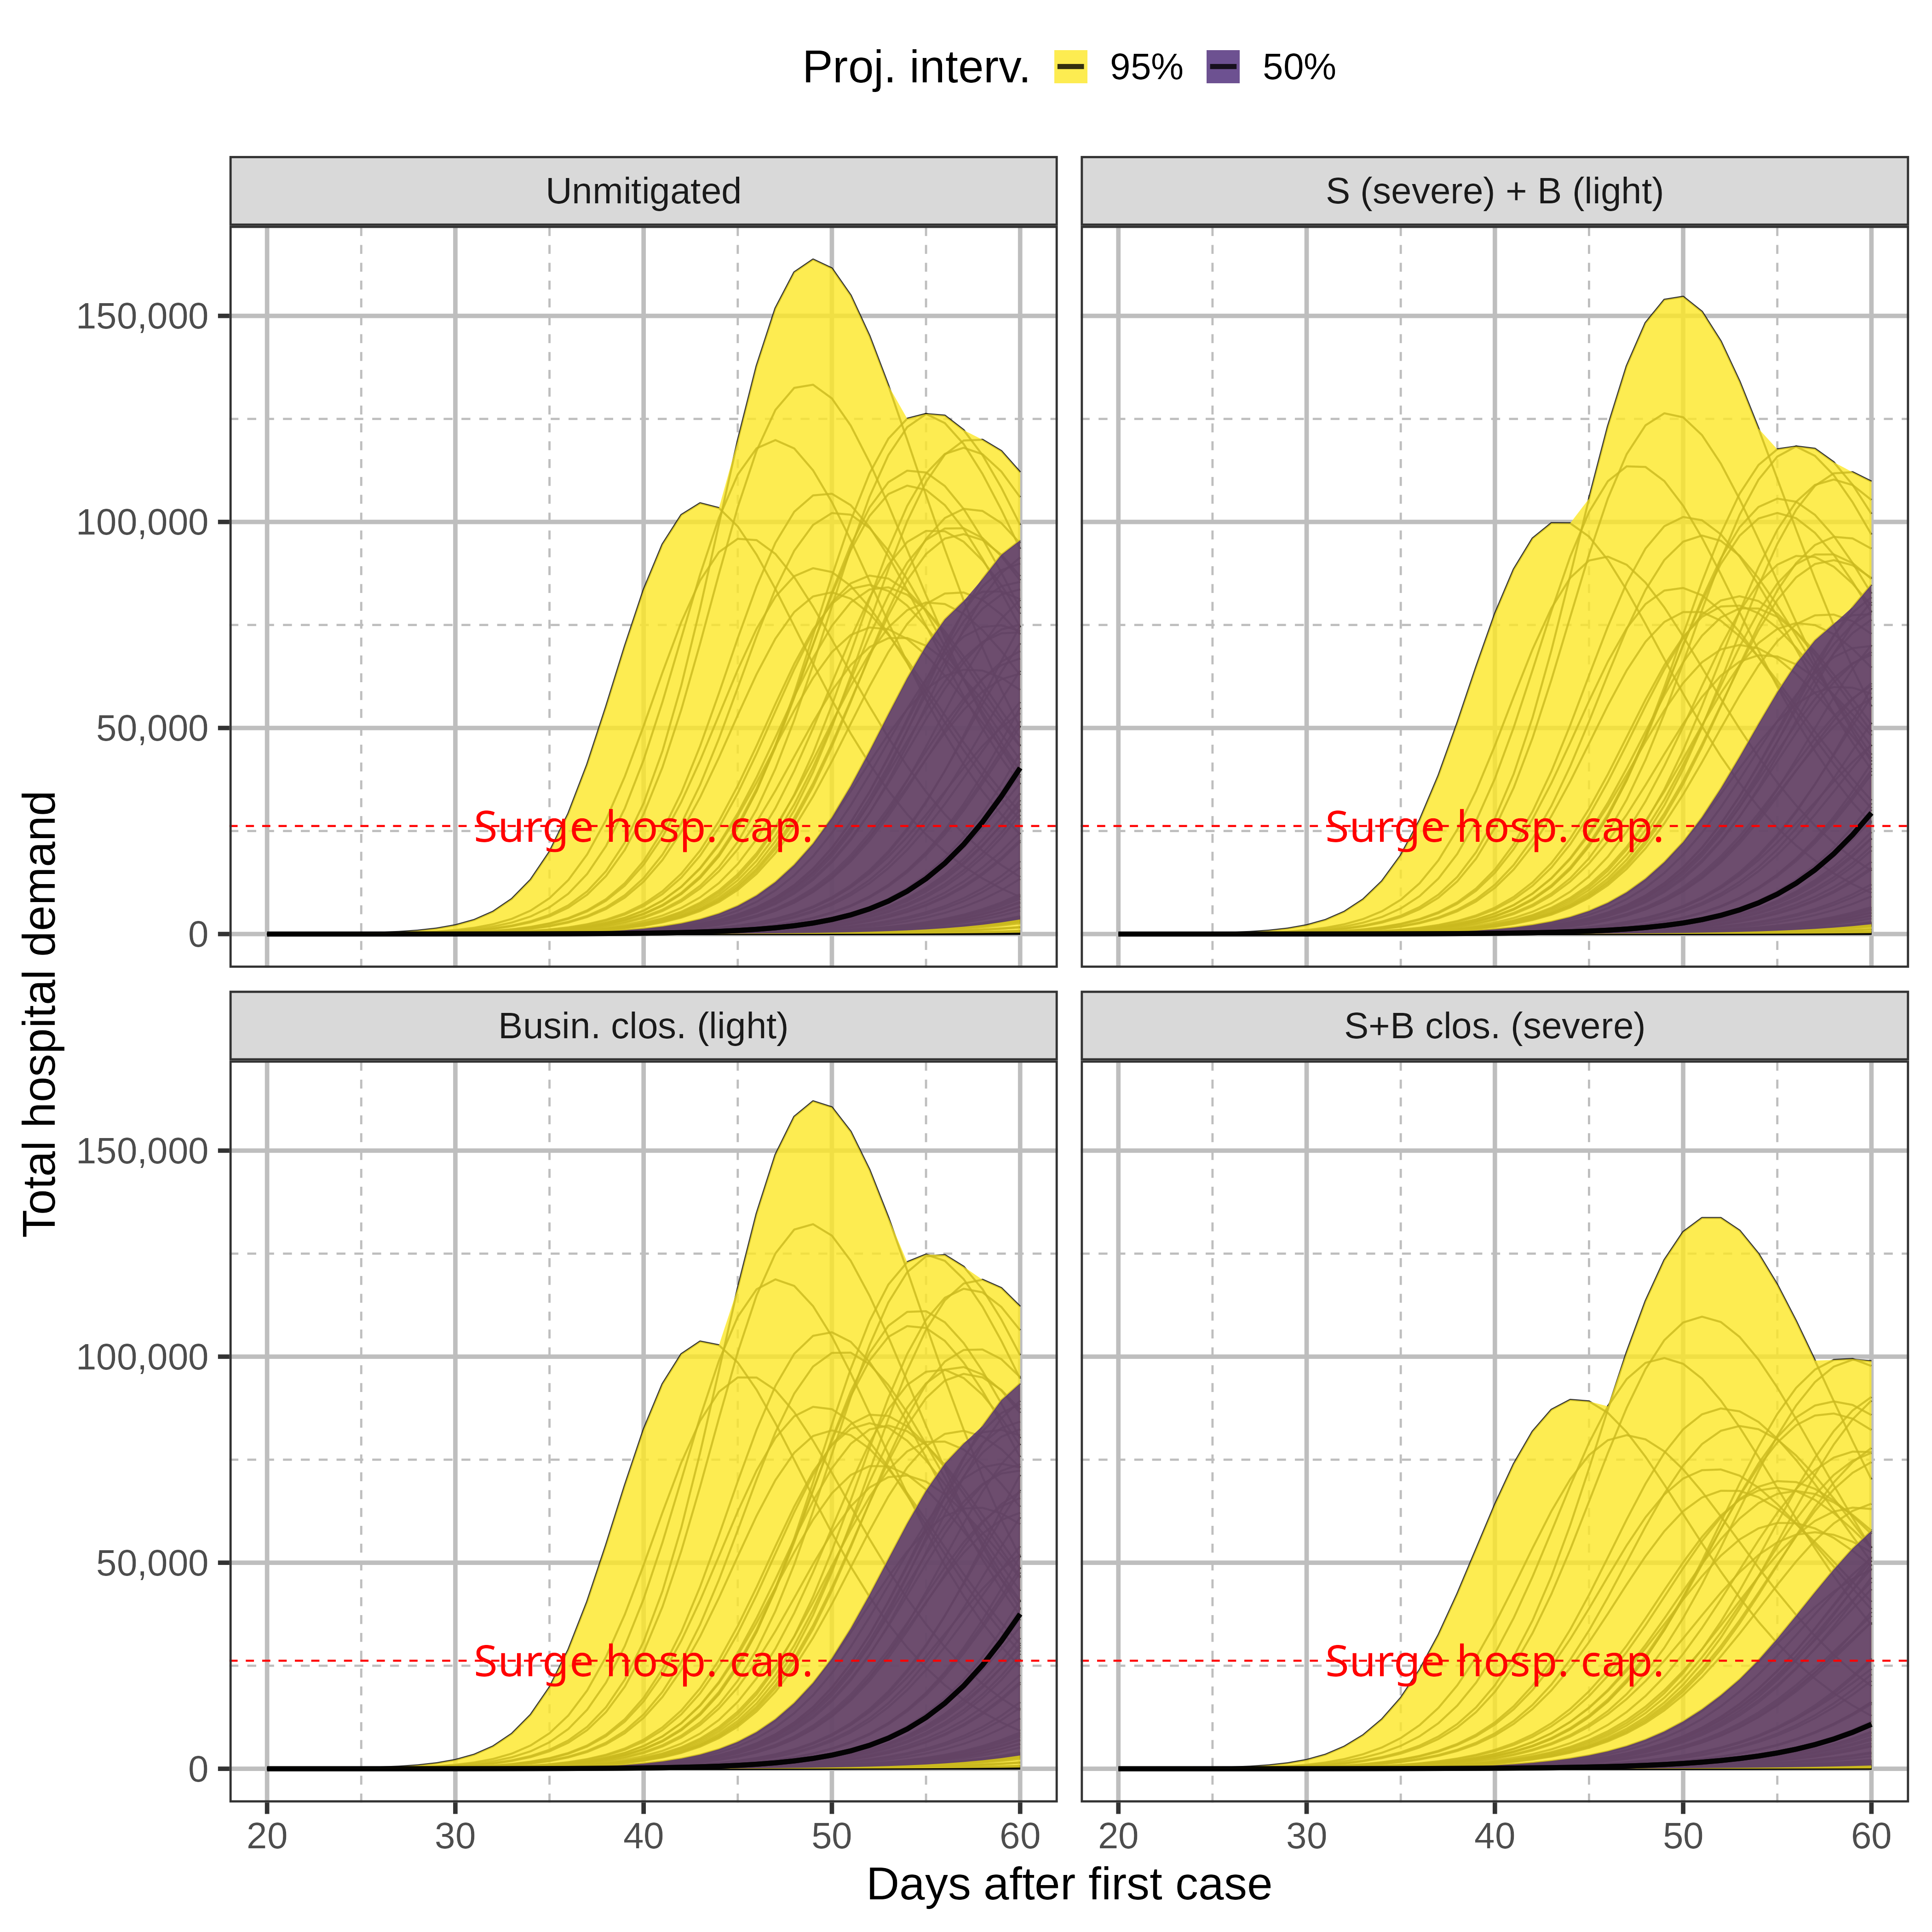 Proj. interv. 95% 50%
Unmitigated
S (severe) + B (light)
150,000
100,000
50,000
0
Surge hosp. cap.
Surge hosp. cap.
Total hospital demand
Busin. clos. (light)
S+B clos. (severe)
150,000
100,000
50,000
0
Surge hosp. cap.
Surge hosp. cap.
20 30 40 50 60
20 30 40 50 60
Days after first case